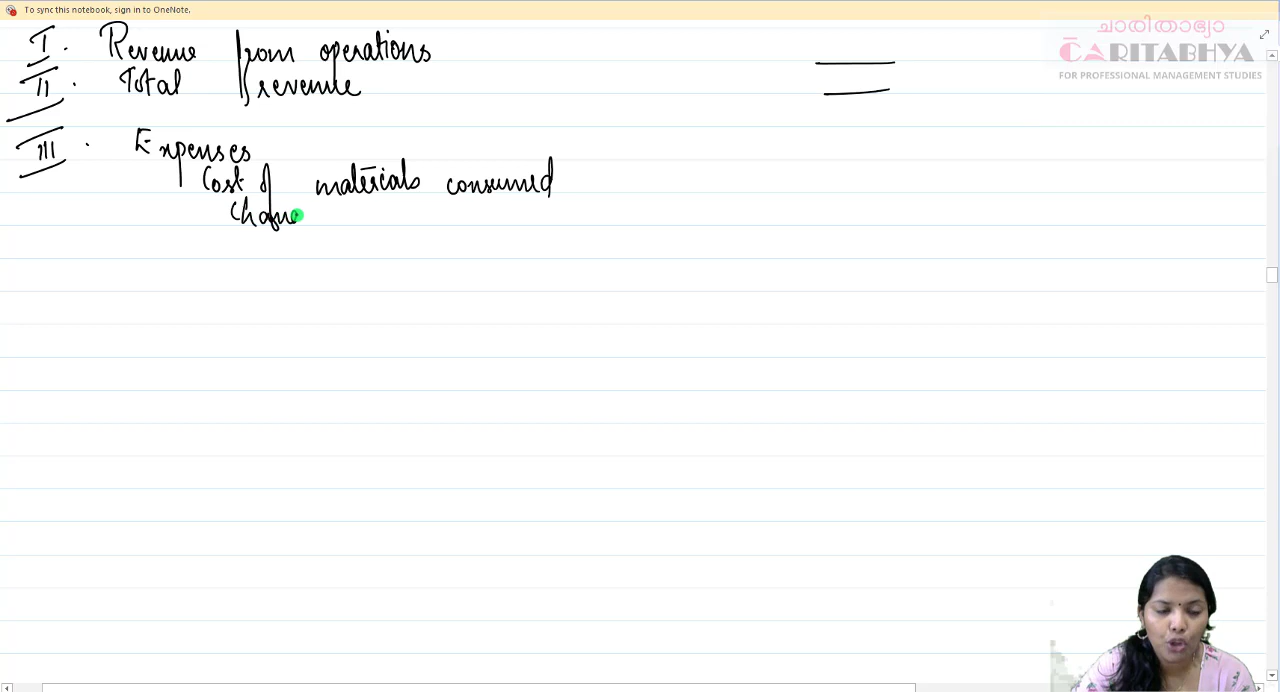 To sync this notebook, sign in to OneNote.
ചാരിതാഭ്യാ
CARITABHYA
FOR PROFESSIONAL MANAGEMENT STUDIES
I. Revenue from operations
II. Total revenue
III. Expenses
Cost of materials consumed
Change